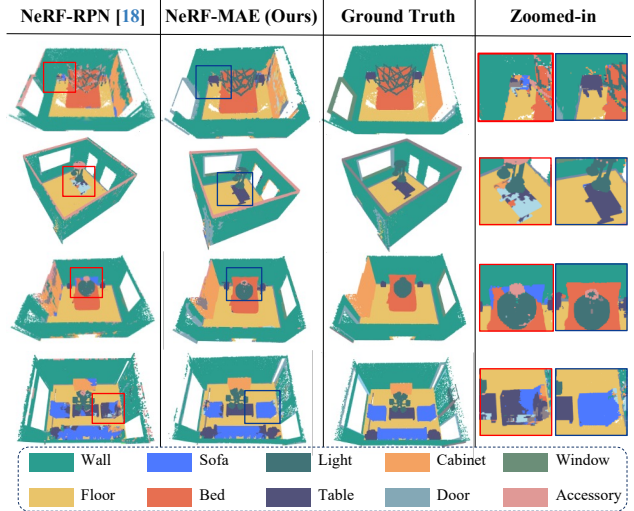 NeRF-RPN [18] NeRF-MAE (Ours) Ground Truth Zoomed-in
Wall Sofa Light Cabinet Window
Floor Bed Table Door Accessory